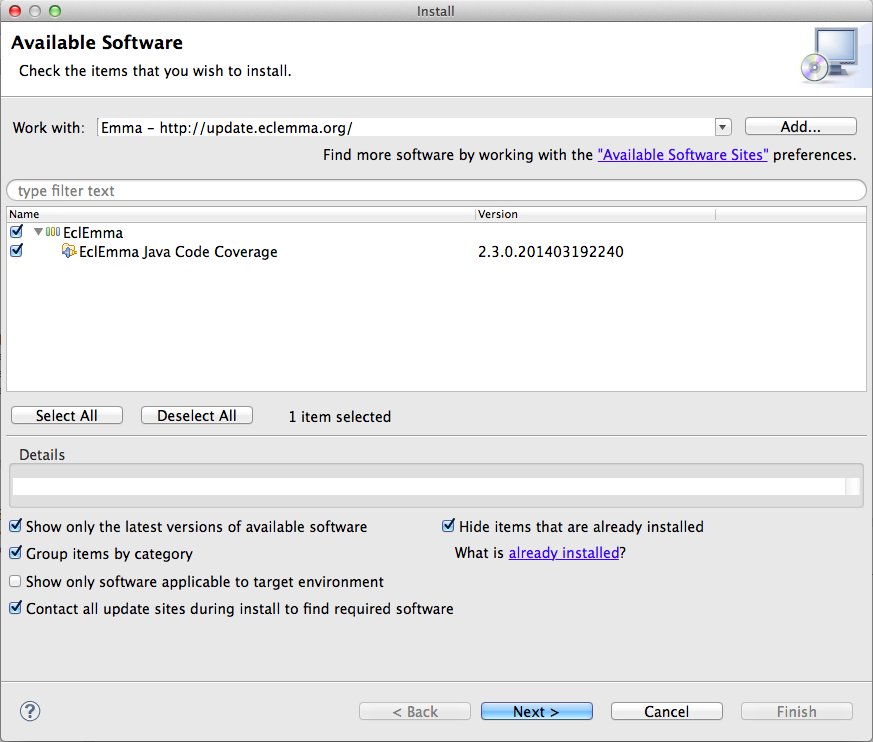 Install
Available Software
Check the items that you wish to install.
Work with: Emma – http://update.eclemma.org/ Add...
Find more software by working with the "Available Software Sites" preferences.
type filter text
Name Version
EclEmma
EclEmma Java Code Coverage 2.3.0.201403192240
Select All Deselect All 1 item selected
Details
Show only the latest versions of available software Hide items that are already installed
Group items by category What is already installed?
Show only software applicable to target environment
Contact all update sites during install to find required software
? < Back Next > Cancel Finish